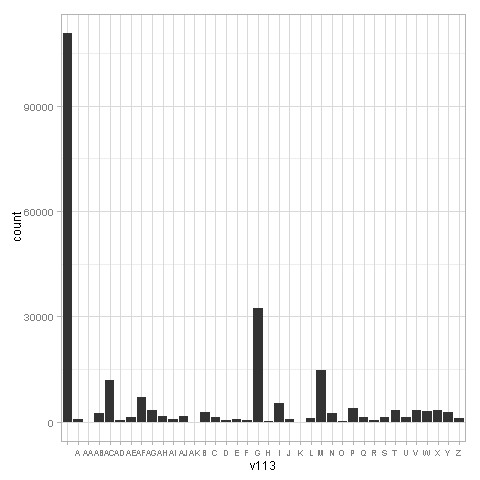 90000
60000
30000
0
count
A AA AB AC AD AE AF AG AH AI AJ AK B C D E F G H I J K L M N O P Q R S T U V W X Y Z
v113